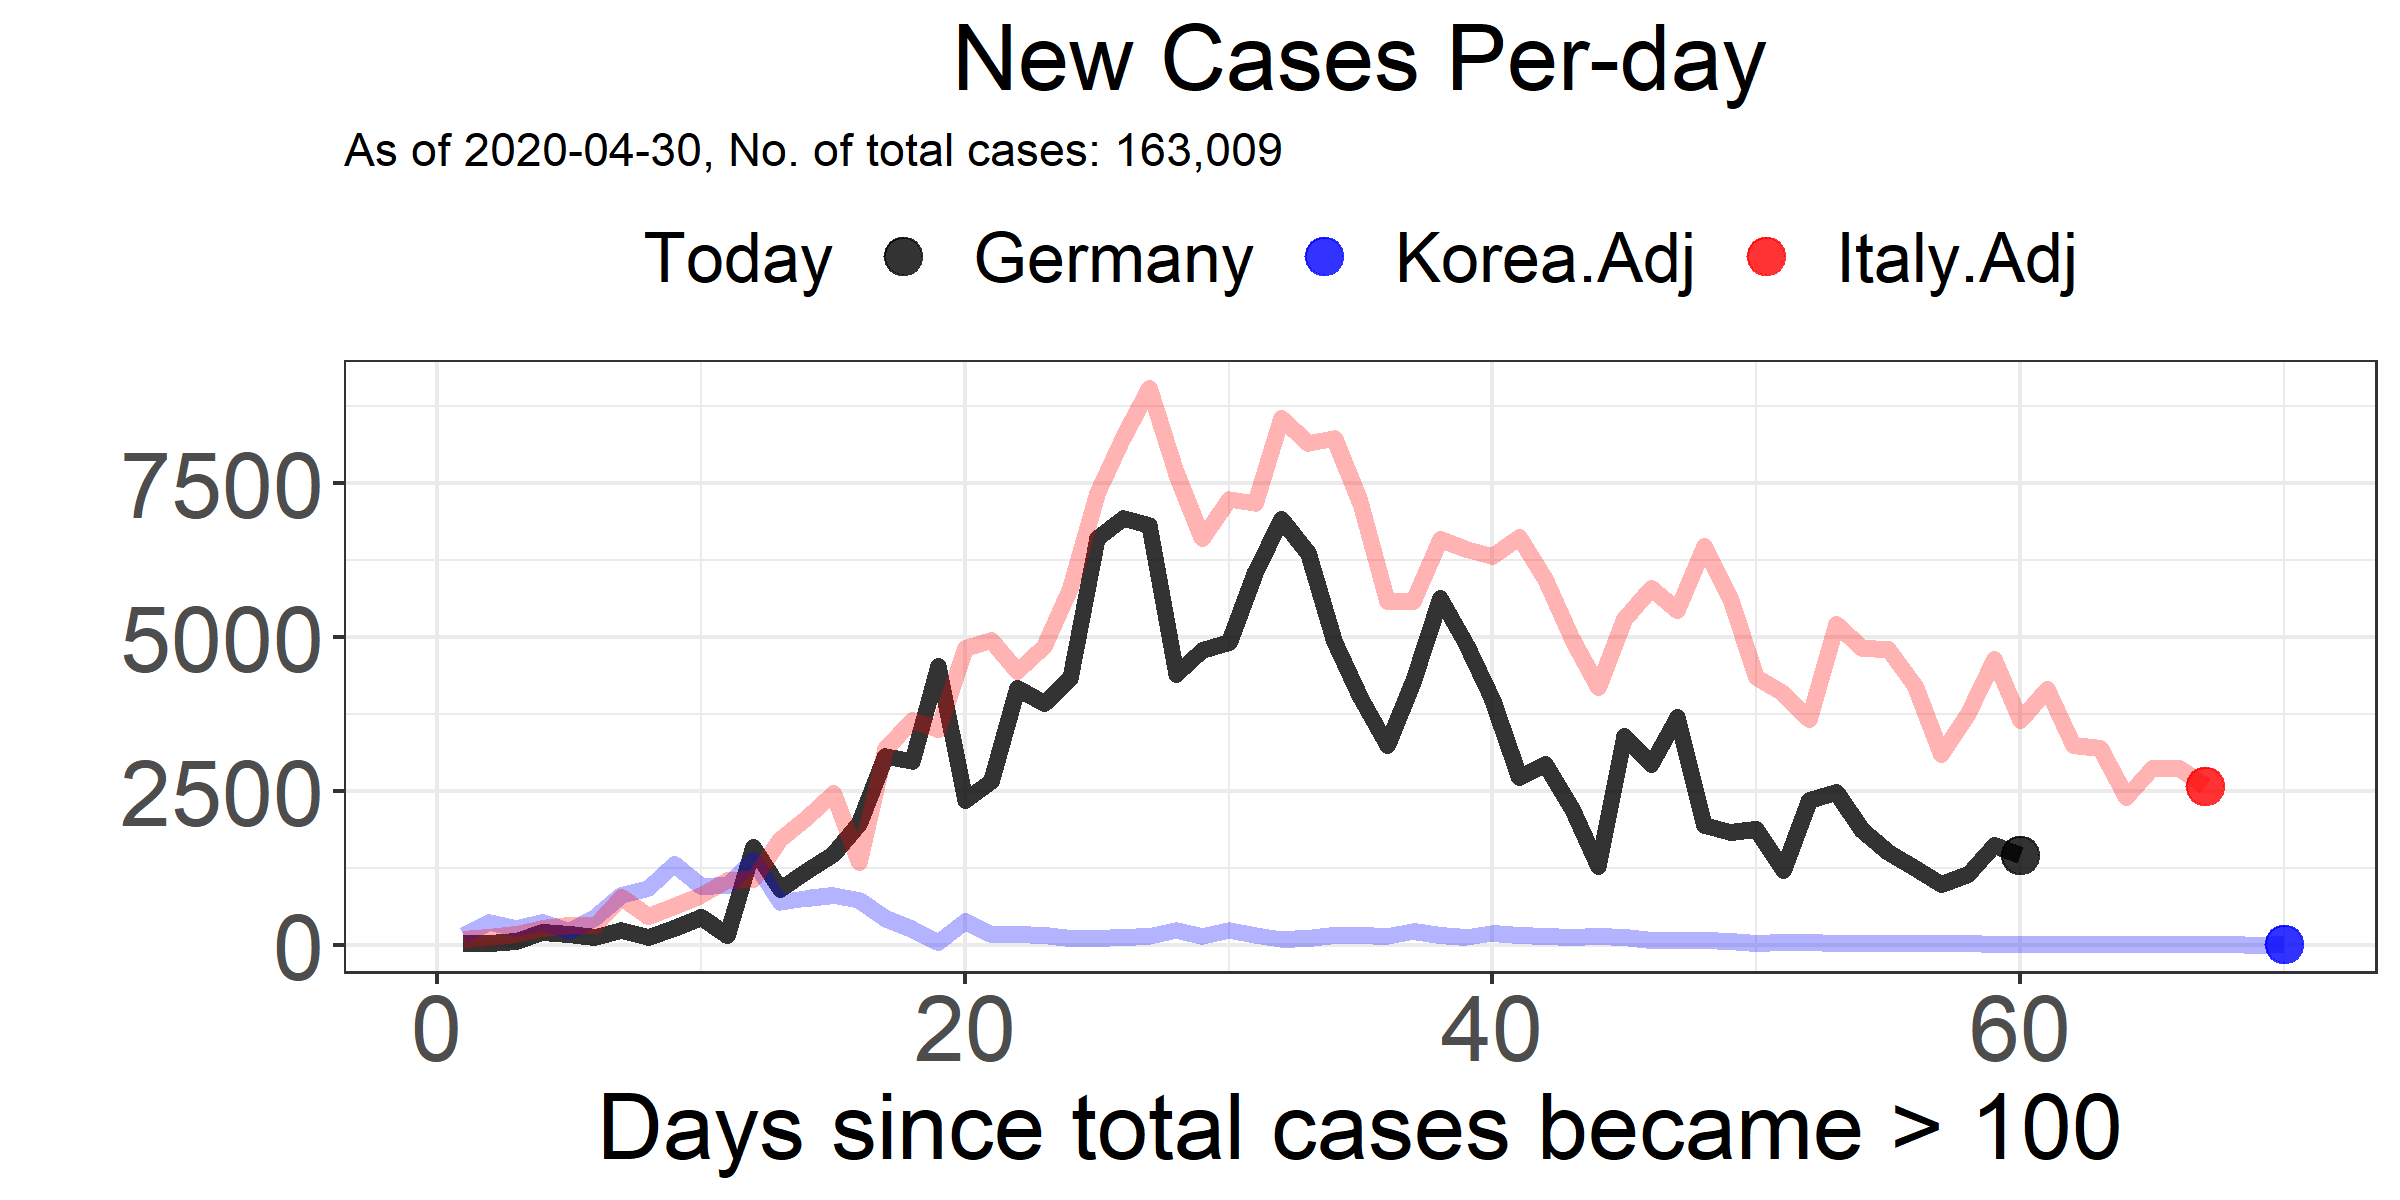 New Cases Per-day
As of 2020-04-30, No. of total cases: 163,009
Today Germany Korea.Adj Italy.Adj
7500
5000
2500
0
0 20 40 60
Days since total cases became > 100